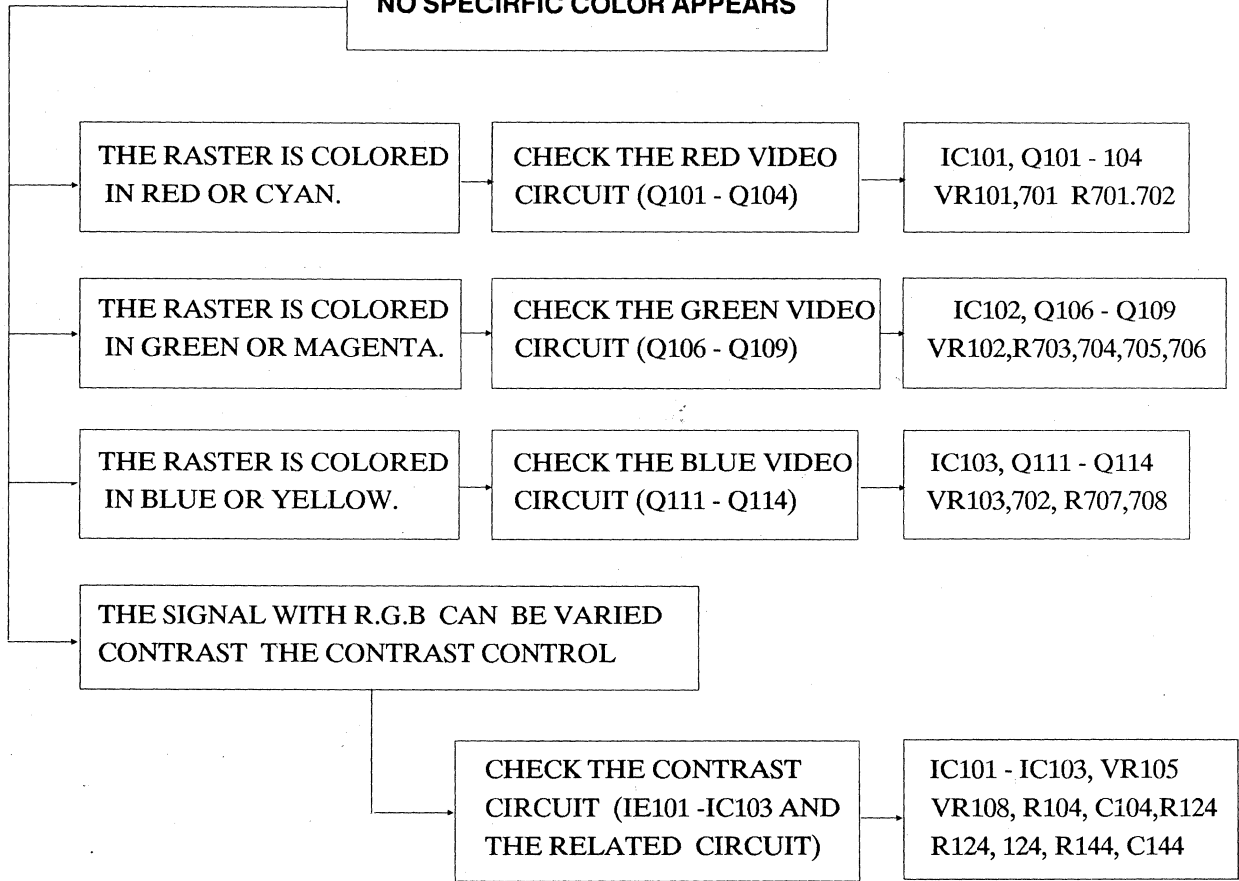 NO SPECIRFIC COLOR APPEARS
THE RASTER IS COLORED
IN RED OR CYAN.
CHECK THE RED VIDEO
CIRCUIT (Q101 - Q104)
IC101, Q101 - 104
VR101,701 R701.702
THE RASTER IS COLORED
IN GREEN OR MAGENTA.
CHECK THE GREEN VIDEO
CIRCUIT (Q106 - Q109)
IC102, Q106 - Q109
VR102,R703,704,705,706
THE RASTER IS COLORED
IN BLUE OR YELLOW.
CHECK THE BLUE VIDEO
CIRCUIT (Q111 - Q114)
IC103, Q111 - Q114
VR103,702, R707,708
THE SIGNAL WITH R.G.B CAN BE VARIED
CONTRAST THE CONTRAST CONTROL
CHECK THE CONTRAST
CIRCUIT (IE101 -IC103 AND
THE RELATED CIRCUIT)
IC101 - IC103, VR105
VR108, R104, C104,R124
R124, 124, R144, C144